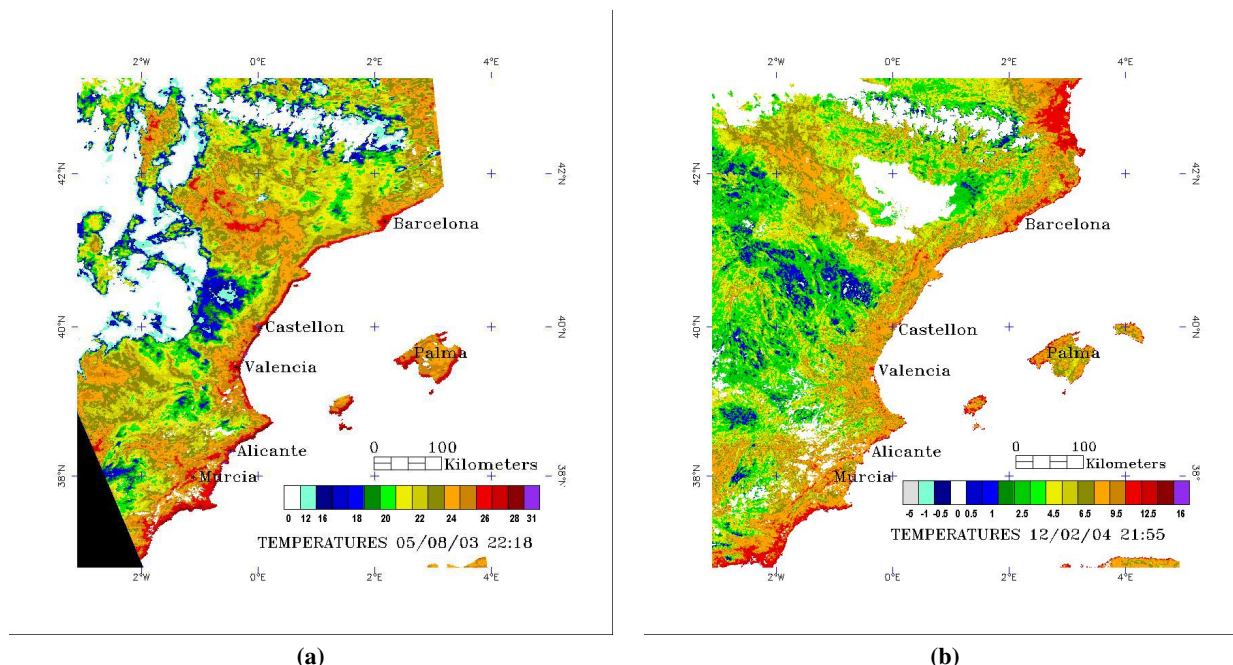 2°W 0°E 2°E 4°E
42°N 42°N
Barcelona
40°N Castellon 40°N
Palma
Valencia
Alicante
0 100
Kilometers
Murcia
38°N 38°N
0 12 16 18 20 22 24 26 28 31
TEMPERATURES 05/08/03 22:18
2°W 0°E 2°E 4°E
(a)
2°W 0°E 2°E 4°E
42°N 42°N
Barcelona
40°N Castellon 40°N
Palma
Valencia
Alicante
0 100
Kilometers
Murcia
38°N 38°
-5 -1 -0.5 0 0.5 1 2.5 4.5 6.5 9.5 12.5 16
TEMPERATURES 12/02/04 21:55
2°W 0°E 2°E 4°E
(b)